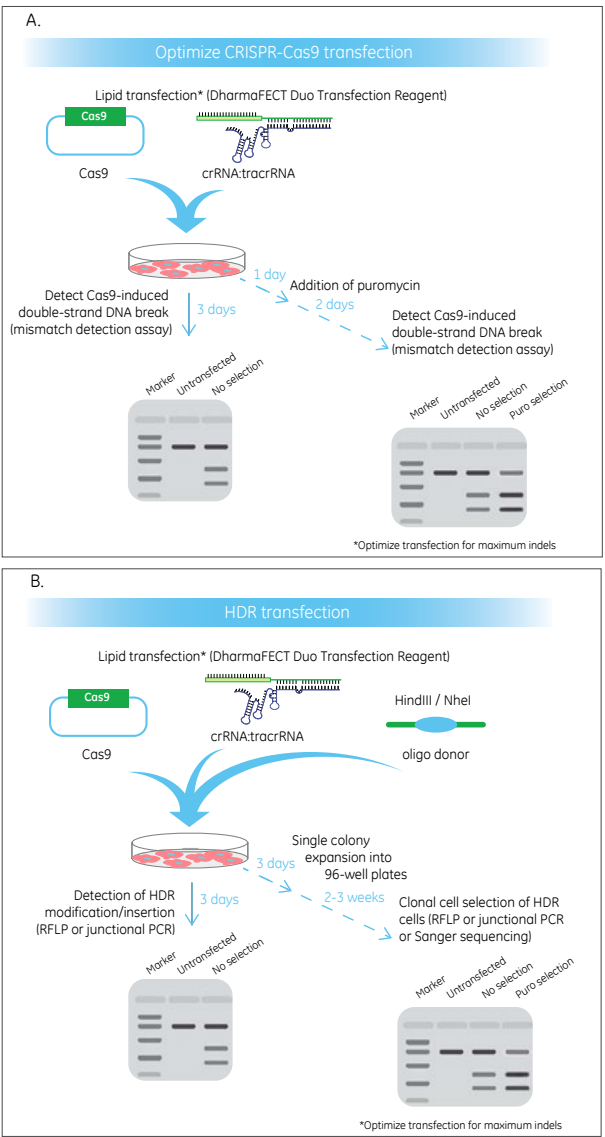 A.
Optimize CRISPR-Cas9 transfection
Lipid transfection* (DharmaFECT Duo Transfection Reagent)
Cas9
Cas9
crRNA:tracrRNA
1 day
Addition of puromycin
2 days
Detect Cas9-induced
double-strand DNA break
(mismatch detection assay)
3 days
Detect Cas9-induced
double-strand DNA break
(mismatch detection assay)
Marker
Untransfected
No selection
Marker
Untransfected
No selection
Puro selection
*Optimize transfection for maximum indels
B.
HDR transfection
Lipid transfection* (DharmaFECT Duo Transfection Reagent)
Cas9
Cas9
crRNA:tracrRNA
HindIII / NheI
oligo donor
3 days
Single colony
expansion into
96-well plates
2-3 weeks
Detection of HDR
modification/insertion
(RFLP or junctional PCR)
3 days
Clonal cell selection of HDR
cells (RFLP or junctional PCR
or Sanger sequencing)
Marker
Untransfected
No selection
Marker
Untransfected
No selection
Puro selection
*Optimize transfection for maximum indels